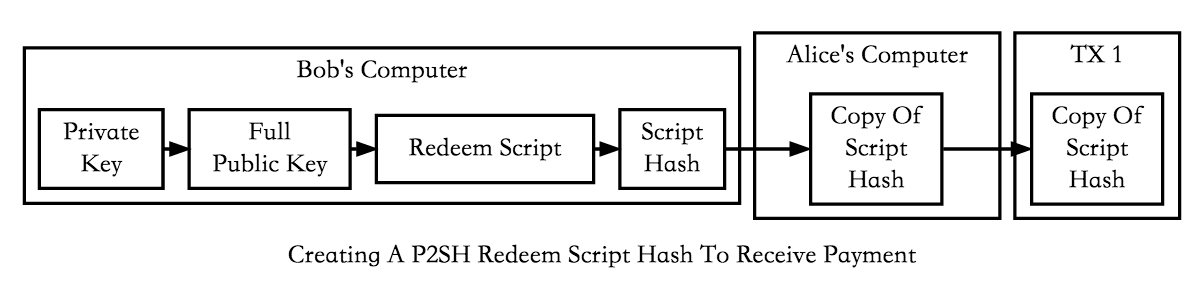 Bob's Computer
Private
Key
Full
Public Key
Redeem Script
Script
Hash
Alice's Computer
Copy Of
Script
Hash
TX 1
Copy Of
Script
Hash
Creating A P2SH Redeem Script Hash To Receive Payment